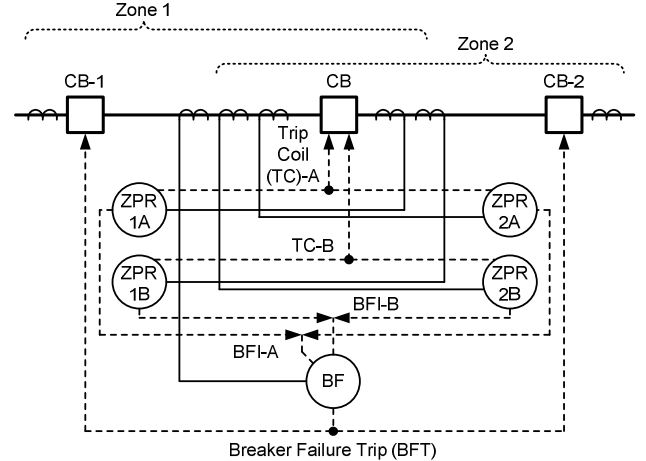 Zone 1
Zone 2
CB-1
CB
CB-2
Trip
Coil
(TC)-A
ZPR
1A
ZPR
2A
TC-B
ZPR
1B
ZPR
2B
BFI-B
BFI-A
BF
Breaker Failure Trip (BFT)